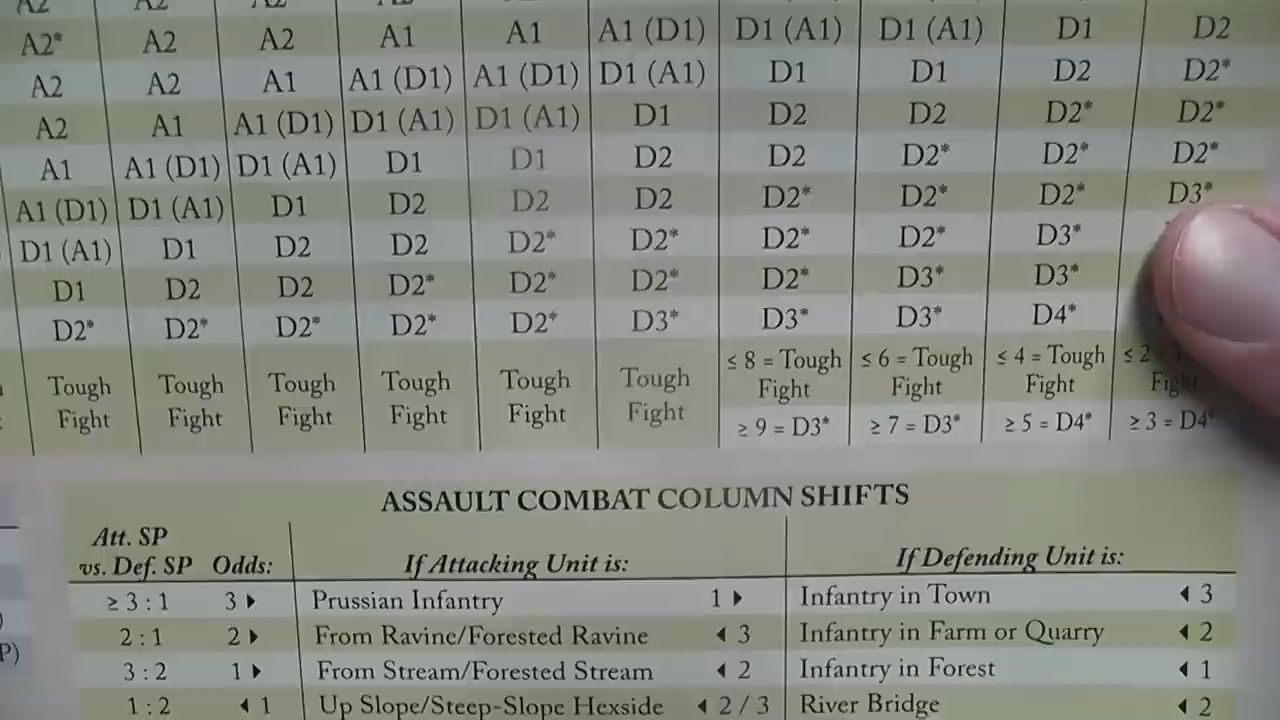 A2 A2 A2 A2
A2* A2 A2 A1 A1 A1 (D1) D1 (A1) D1 (A1) D1 D2
A2 A2 A1 A1 (D1) A1 (D1) D1 (A1) D1 D1 D2 D2*
A2 A1 A1 (D1) D1 (A1) D1 (A1) D1 D2 D2 D2* D2*
A1 A1 (D1) D1 (A1) D1 D1 D2 D2 D2* D2* D2*
A1 (D1) D1 (A1) D1 D2 D2 D2 D2* D2* D2* D3*
D1 (A1) D1 D2 D2 D2* D2* D2* D2* D3*
D1 D2 D2 D2* D2* D2* D2* D3* D3*
D2* D2* D2* D2* D2* D3* D3* D3* D4*
Tough Tough Tough Tough Tough Tough ≤ 8 = Tough ≤ 6 = Tough ≤ 4 = Tough ≤ 2
Fight Fight Fight Fight Fight Fight Fight Fight Fight
≥ 9 = D3* ≥ 7 = D3* ≥ 5 = D4* ≥ 3 = D4*
ASSAULT COMBAT COLUMN SHIFTS
Att. SP
vs. Def. SP Odds: If Attacking Unit is: If Defending Unit is:
≥ 3 : 1 3 ▶ Prussian Infantry 1 ▶ Infantry in Town ◀ 3
2 : 1 2 ▶ From Ravine/Forested Ravine ◀ 3 Infantry in Farm or Quarry ◀ 2
P) 3 : 2 1 ▶ From Stream/Forested Stream ◀ 2 Infantry in Forest ◀ 1
1 : 2 ◀ 1 Up Slope/Steep-Slope Hexside ◀ 2 / 3 River Bridge ◀ 2